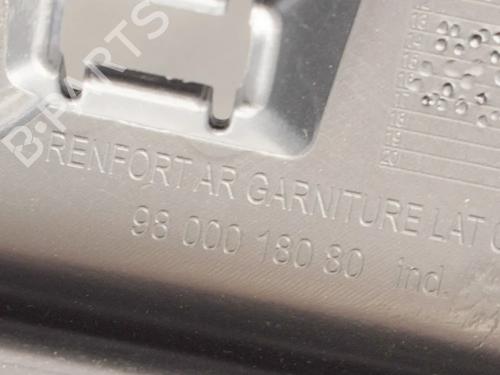 B-PARTS
RENFORT AR GARNITURE LAT
98 000 180 80 ind.